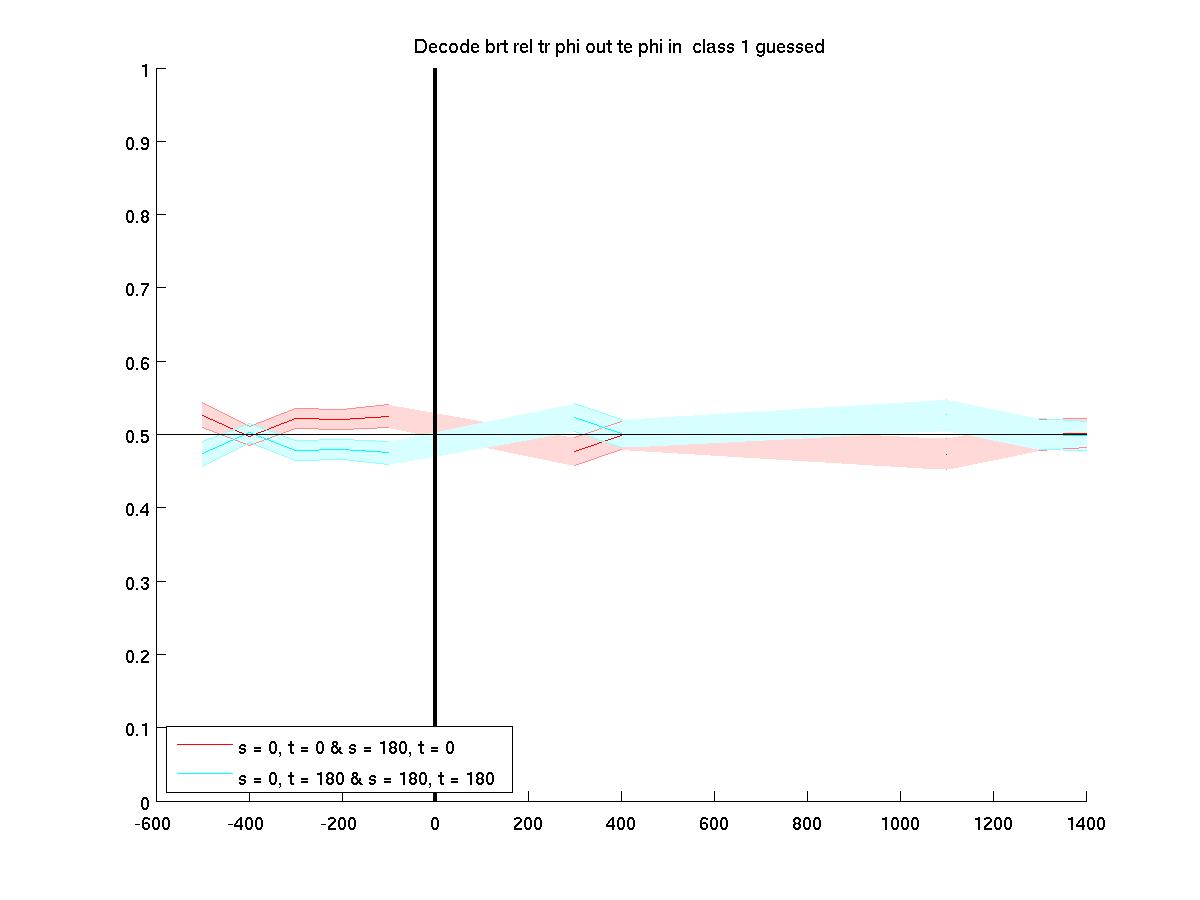 Decode brt rel tr phi out te phi in  class 1 guessed
1
0.9
0.8
0.7
0.6
0.5
0.4
0.3
0.2
0.1
0
s = 0, t = 0 & s = 180, t = 0
s = 0, t = 180 & s = 180, t = 180
-600 -400 -200 0 200 400 600 800 1000 1200 1400